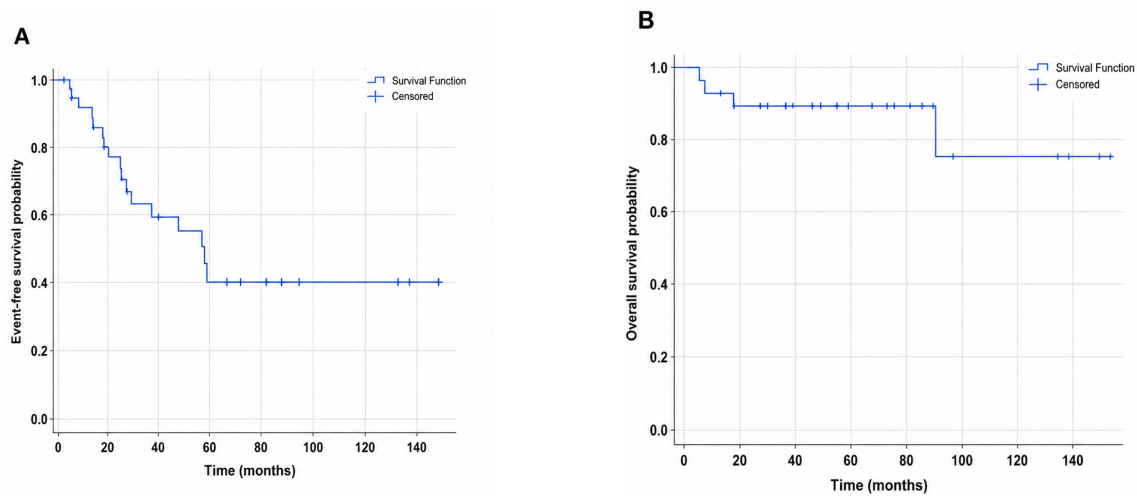 A
Event-free survival probability
1.0
0.8
0.6
0.4
0.2
0.0
0 20 40 60 80 100 120 140
Time (months)
Survival Function
Censored
B
Overall survival probability
1.0
0.8
0.6
0.4
0.2
0.0
0 20 40 60 80 100 120 140
Time (months)
Survival Function
Censored